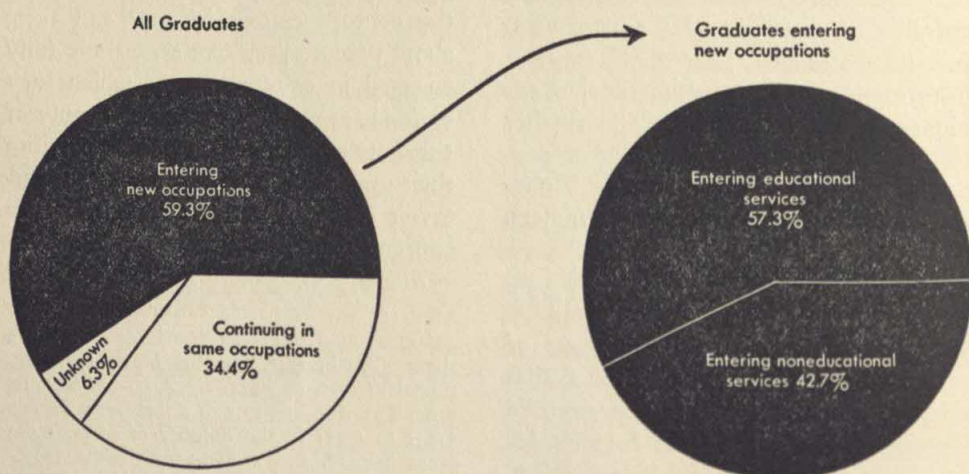 All Graduates
Graduates entering
new occupations
Entering
new occupations
59.3%
Unknown
6.3%
Continuing in
same occupations
34.4%
Entering educational
services
57.3%
Entering noneducational
services 42.7%